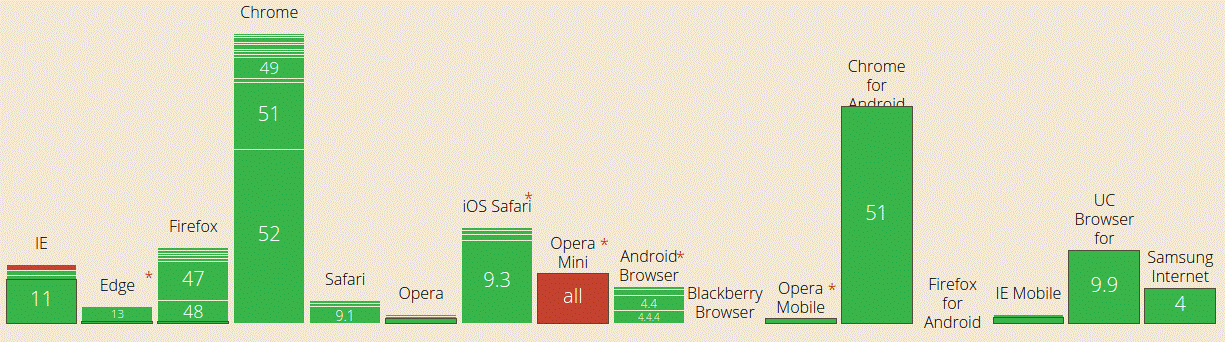 Chrome
49
51
52
IE
11
Edge *
13
Firefox
47
48
Safari
9.1
Opera
iOS Safari *
9.3
Opera *
Mini
all
Android *
Browser
4.4
4.4.4
Blackberry
Browser
Opera *
Mobile
Chrome
for
Android
51
Firefox
for
Android
IE Mobile
UC
Browser
for
9.9
Samsung
Internet
4